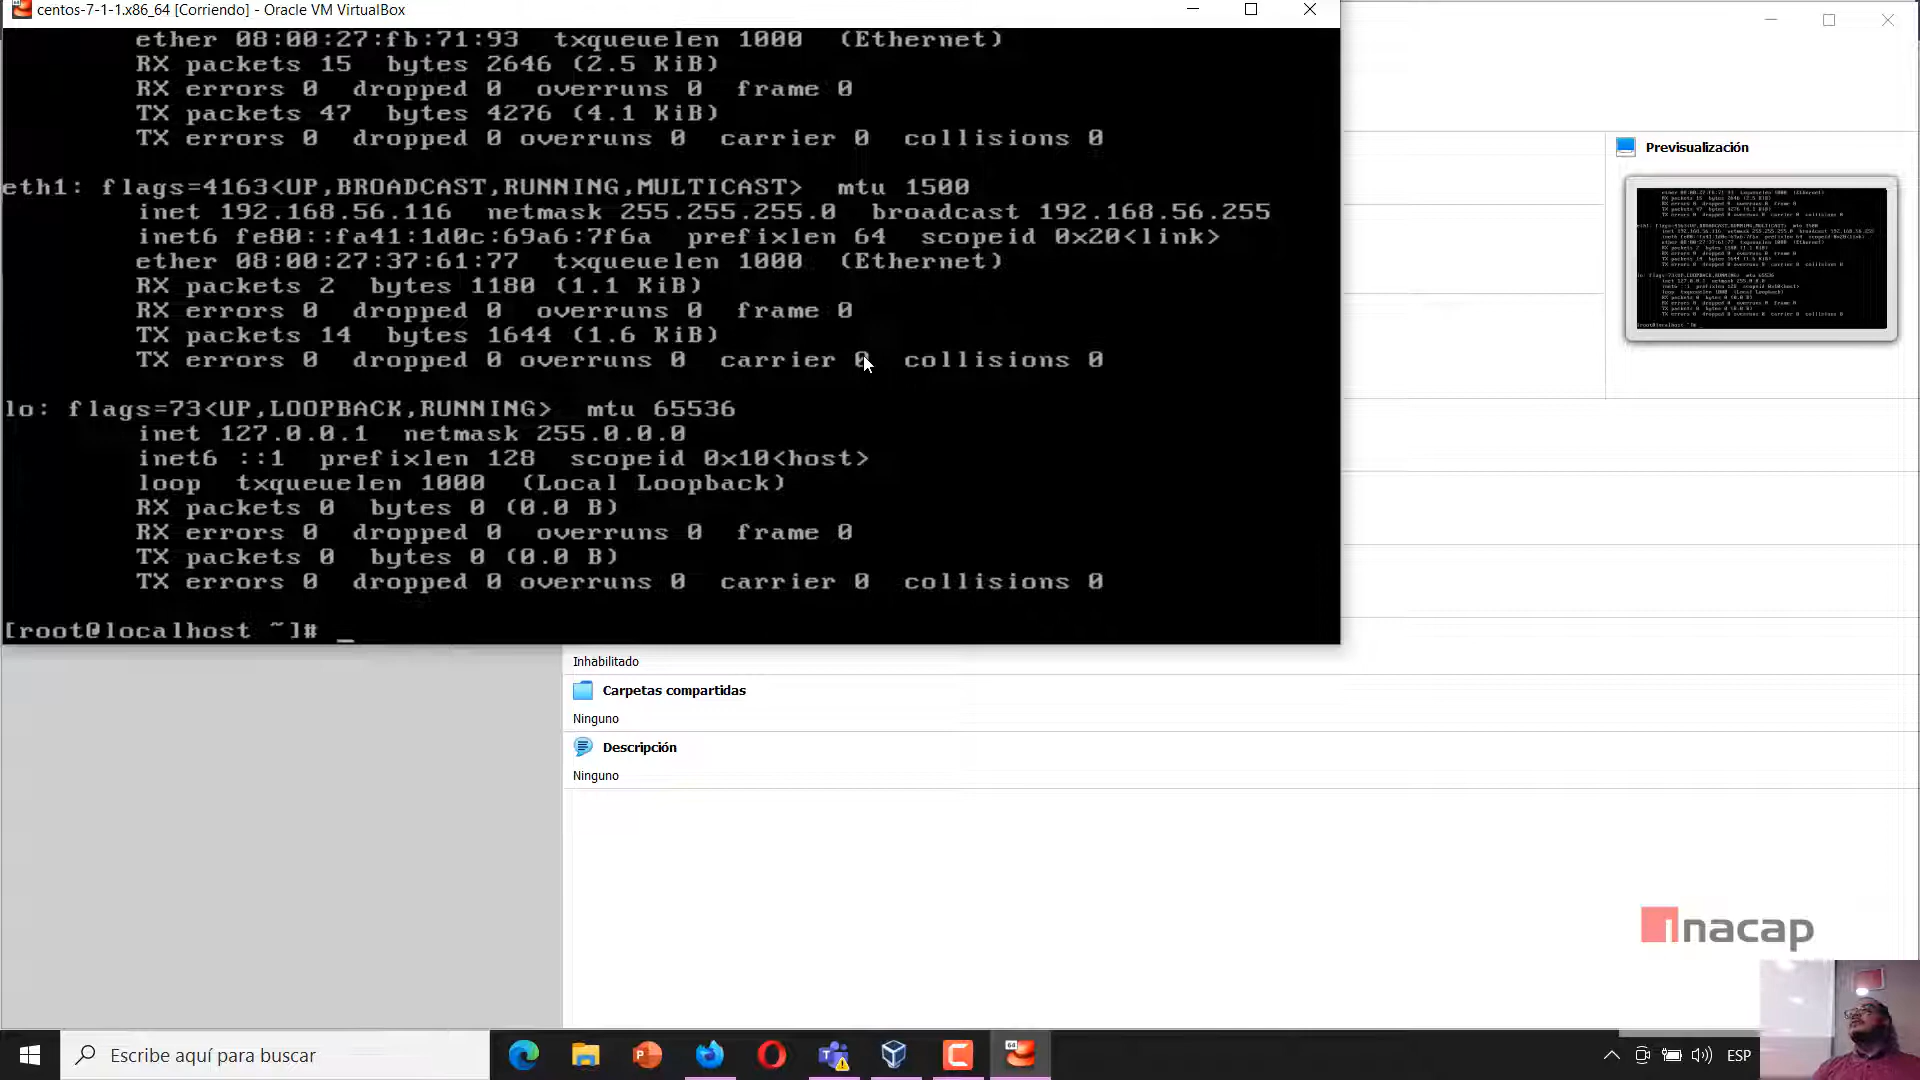 centos-7-1-1.x86_64 [Corriendo] - Oracle VM VirtualBox
ether 08:00:27:fb:71:93 txqueuelen 1000 (Ethernet)
RX packets 15 bytes 2646 (2.5 KiB)
RX errors 0 dropped 0 overruns 0 frame 0
TX packets 47 bytes 4276 (4.1 KiB)
TX errors 0 dropped 0 overruns 0 carrier 0 collisions 0
eth1: flags=4163<UP,BROADCAST,RUNNING,MULTICAST> mtu 1500
inet 192.168.56.116 netmask 255.255.255.0 broadcast 192.168.56.255
inet6 fe80::fa41:1d0c:69a6:7f6a prefixlen 64 scopeid 0x20<link>
ether 08:00:27:37:61:77 txqueuelen 1000 (Ethernet)
RX packets 2 bytes 1180 (1.1 KiB)
RX errors 0 dropped 0 overruns 0 frame 0
TX packets 14 bytes 1644 (1.6 KiB)
TX errors 0 dropped 0 overruns 0 carrier 0 collisions 0
lo: flags=73<UP,LOOPBACK,RUNNING> mtu 65536
inet 127.0.0.1 netmask 255.0.0.0
inet6 ::1 prefixlen 128 scopeid 0x10<host>
loop txqueuelen 1000 (Local Loopback)
RX packets 0 bytes 0 (0.0 B)
RX errors 0 dropped 0 overruns 0 frame 0
TX packets 0 bytes 0 (0.0 B)
TX errors 0 dropped 0 overruns 0 carrier 0 collisions 0
[root@localhost ~]# _
Previsualización
Inhabilitado
Carpetas compartidas
Ninguno
Descripción
Ninguno
inacap
Escribe aquí para buscar
ESP